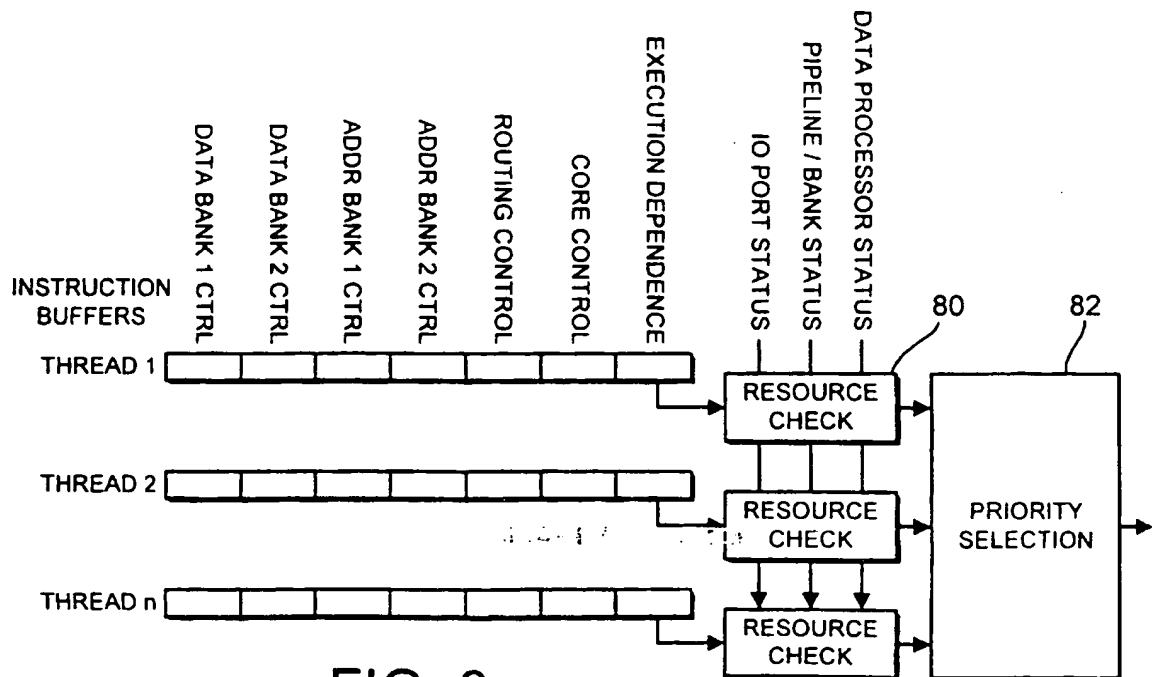 DATA BANK 1 CTRL
DATA BANK 2 CTRL
ADDR BANK 1 CTRL
ADDR BANK 2 CTRL
ROUTING CONTROL
CORE CONTROL
EXECUTION DEPENDENCE
IO PORT STATUS
PIPELINE / BANK STATUS
DATA PROCESSOR STATUS
INSTRUCTION
BUFFERS
80
82
THREAD 1
RESOURCE
CHECK
THREAD 2
RESOURCE
CHECK
PRIORITY
SELECTION
THREAD n
RESOURCE
CHECK